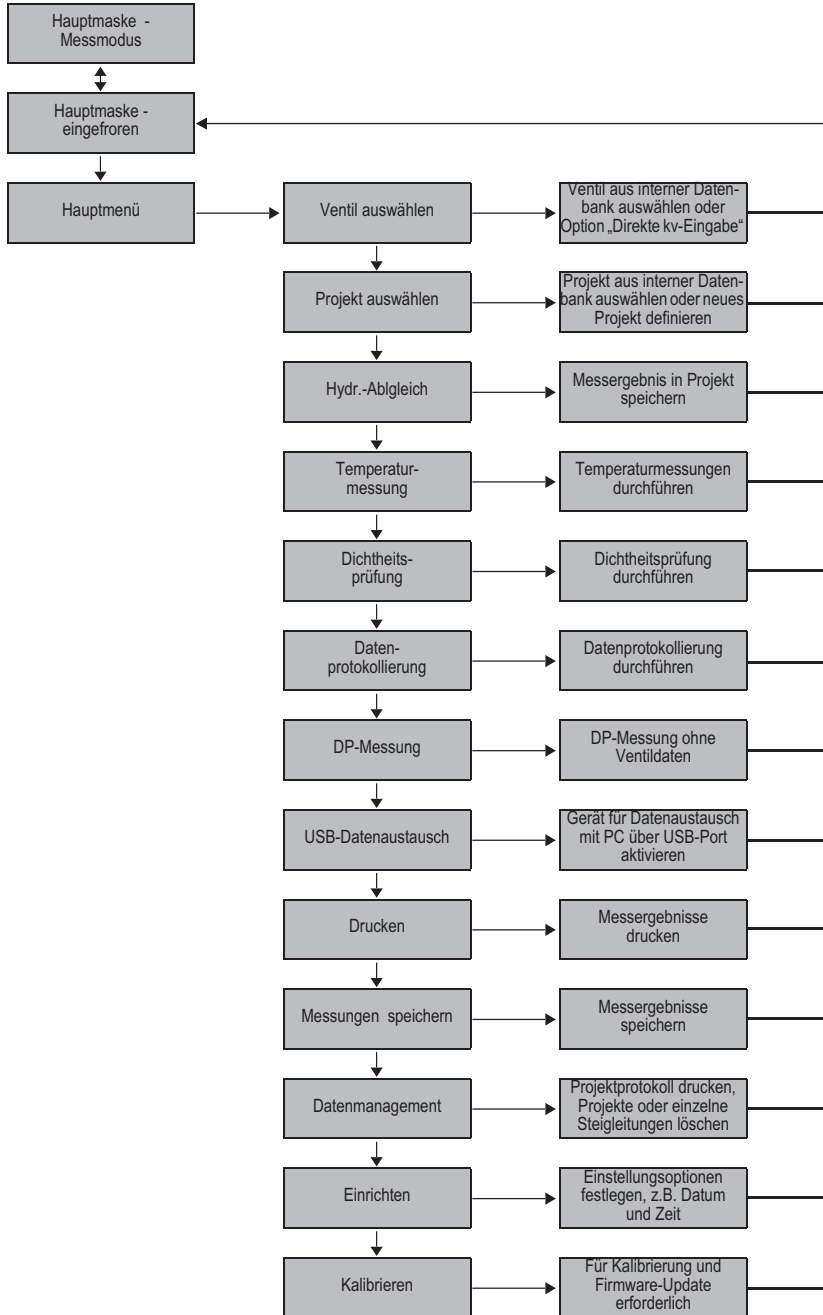 Hauptmaske -
Messmodus
Hauptmaske -
eingefroren
Hauptmenü
Ventil auswählen
Ventil aus interner Daten-
bank auswählen oder
Option „Direkte kv-Eingabe“
Projekt auswählen
Projekt aus interner Daten-
bank auswählen oder neues
Projekt definieren
Hydr.-Ablgleich
Messergebnis in Projekt
speichern
Temperatur-
messung
Temperaturmessungen
durchführen
Dichtheits-
prüfung
Dichtheitsprüfung
durchführen
Daten-
protokollierung
Datenprotokollierung
durchführen
DP-Messung
DP-Messung ohne
Ventildaten
USB-Datenaustausch
Gerät für Datenaustausch
mit PC über USB-Port
aktivieren
Drucken
Messergebnisse
drucken
Messungen speichern
Messergebnisse
speichern
Datenmanagement
Projektprotokoll drucken,
Projekte oder einzelne
Steigleitungen löschen
Einrichten
Einstellungsoptionen
festlegen, z.B. Datum
und Zeit
Kalibrieren
Für Kalibrierung und
Firmware-Update
erforderlich